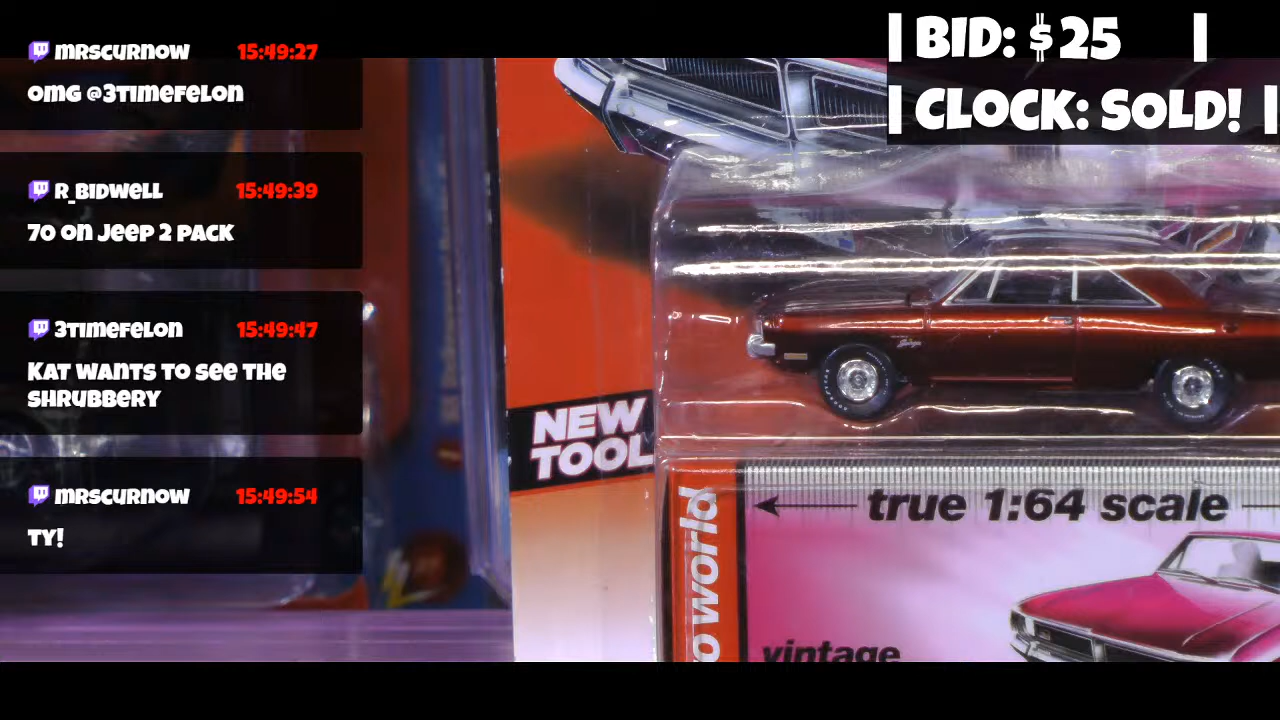 mrscurnow 15:49:27
omg @3timefelon
R_Bidwell 15:49:39
70 on jeep 2 pack
3timefelon 15:49:47
Kat wants to see the
shrubbery
mrscurnow 15:49:54
TY!
| BID: $25 |
| CLOCK: SOLD! |
NEW
TOOL
true 1:64 scale
o world
vintage